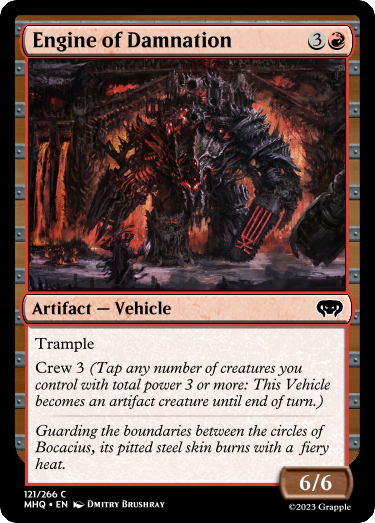 Engine of Damnation 3
Artifact — Vehicle
Trample
Crew 3 (Tap any number of creatures you
control with total power 3 or more: This Vehicle
becomes an artifact creature until end of turn.)
Guarding the boundaries between the circles of
Bocacius, its pitted steel skin burns with a fiery
heat.
6/6
121/266 C
MHQ • EN Dmitry Brushray
©2023 Grapple